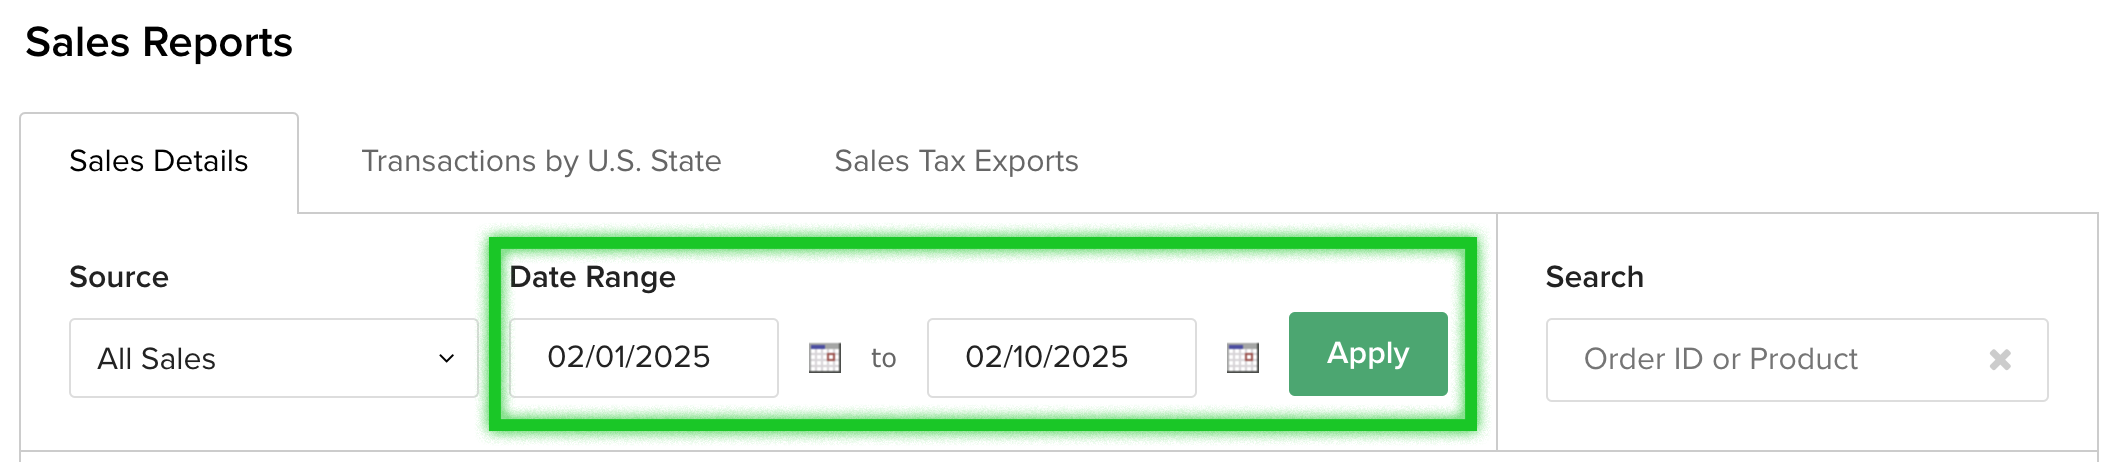 Sales Reports
Sales Details
Transactions by U.S. State
Sales Tax Exports
Source
All Sales
Date Range
02/01/2025
to
02/10/2025
Apply
Search
Order ID or Product